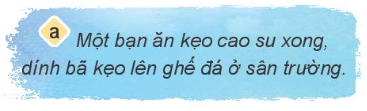 a Một bạn ăn kẹo cao su xong,
dính bã kẹo lên ghế đá ở sân trường.